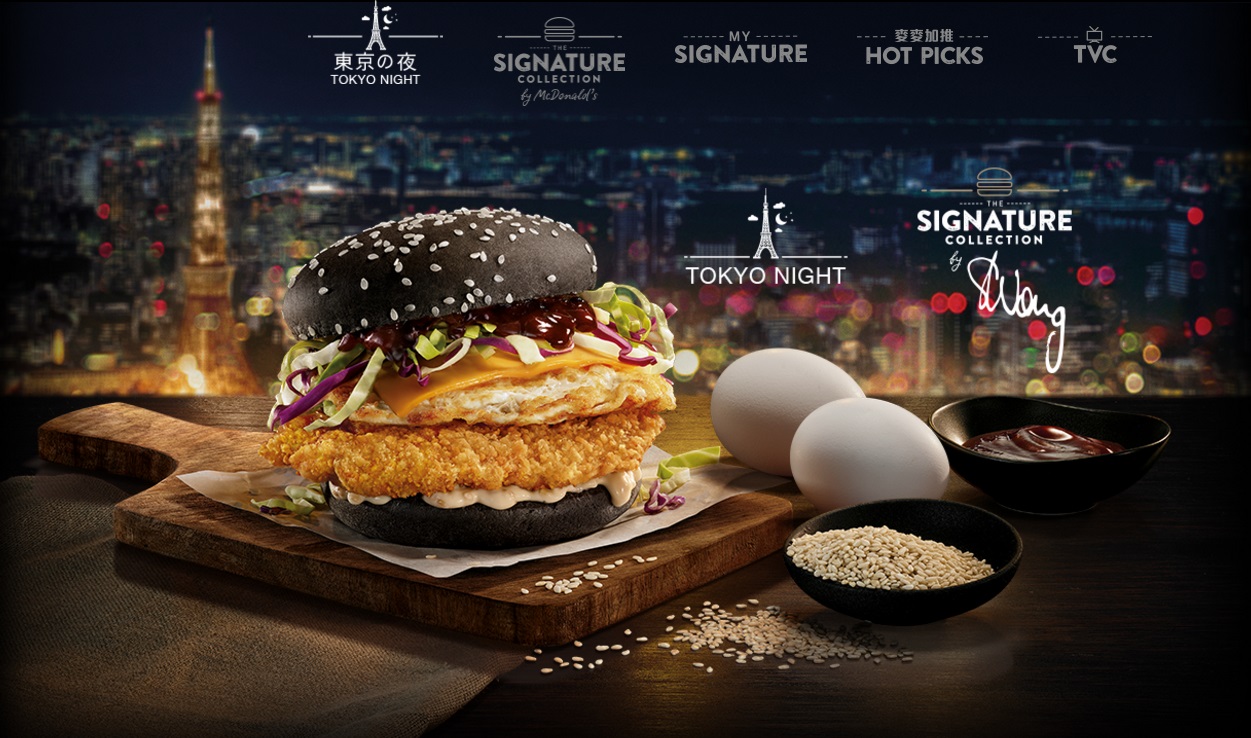 東京の夜
TOKYO NIGHT
THE
SIGNATURE
COLLECTION
by McDonald's
MY
SIGNATURE
麥麥加推
HOT PICKS
TVC
TOKYO NIGHT
THE
SIGNATURE
COLLECTION
by